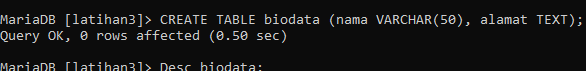 MariaDB [latihan3]> CREATE TABLE biodata (nama VARCHAR(50), alamat TEXT);
Query OK, 0 rows affected (0.50 sec)
MariaDB [latihan3]> Desc biodata;